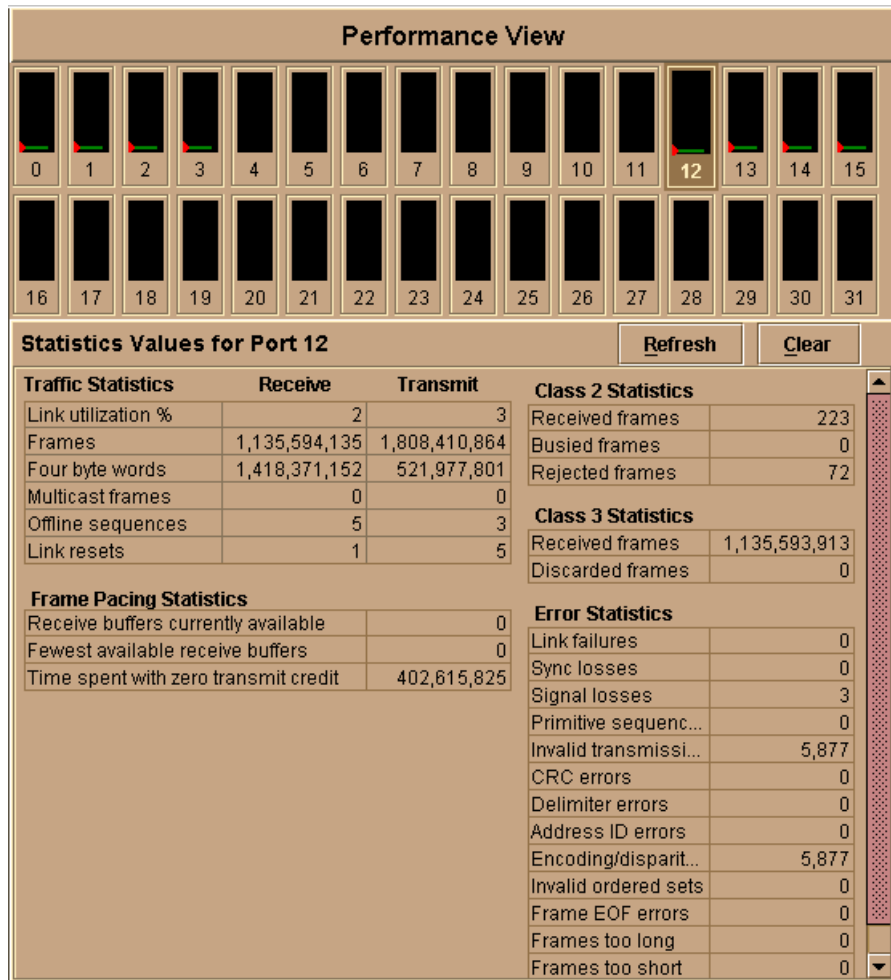 Performance View
0 1 2 3 4 5 6 7 8 9 10 11 12 13 14 15
16 17 18 19 20 21 22 23 24 25 26 27 28 29 30 31
Statistics Values for Port 12 Refresh Clear
Traffic Statistics Receive Transmit
Link utilization % 2 3
Frames 1,135,594,135 1,808,410,864
Four byte words 1,418,371,152 521,977,801
Multicast frames 0 0
Offline sequences 5 3
Link resets 1 5
Frame Pacing Statistics
Receive buffers currently available 0
Fewest available receive buffers 0
Time spent with zero transmit credit 402,615,825
Class 2 Statistics
Received frames 223
Busied frames 0
Rejected frames 72
Class 3 Statistics
Received frames 1,135,593,913
Discarded frames 0
Error Statistics
Link failures 0
Sync losses 0
Signal losses 3
Primitive sequenc... 0
Invalid transmissi... 5,877
CRC errors 0
Delimiter errors 0
Address ID errors 0
Encoding/disparit... 5,877
Invalid ordered sets 0
Frame EOF errors 0
Frames too long 0
Frames too short 0